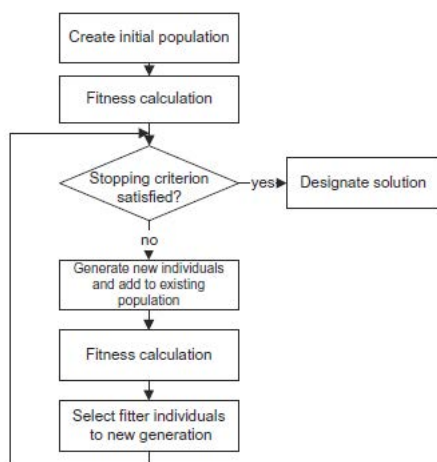 Create initial population
Fitness calculation
Stopping criterion
satisfied?
yes
Designate solution
no
Generate new individuals
and add to existing
population
Fitness calculation
Select fitter individuals
to new generation